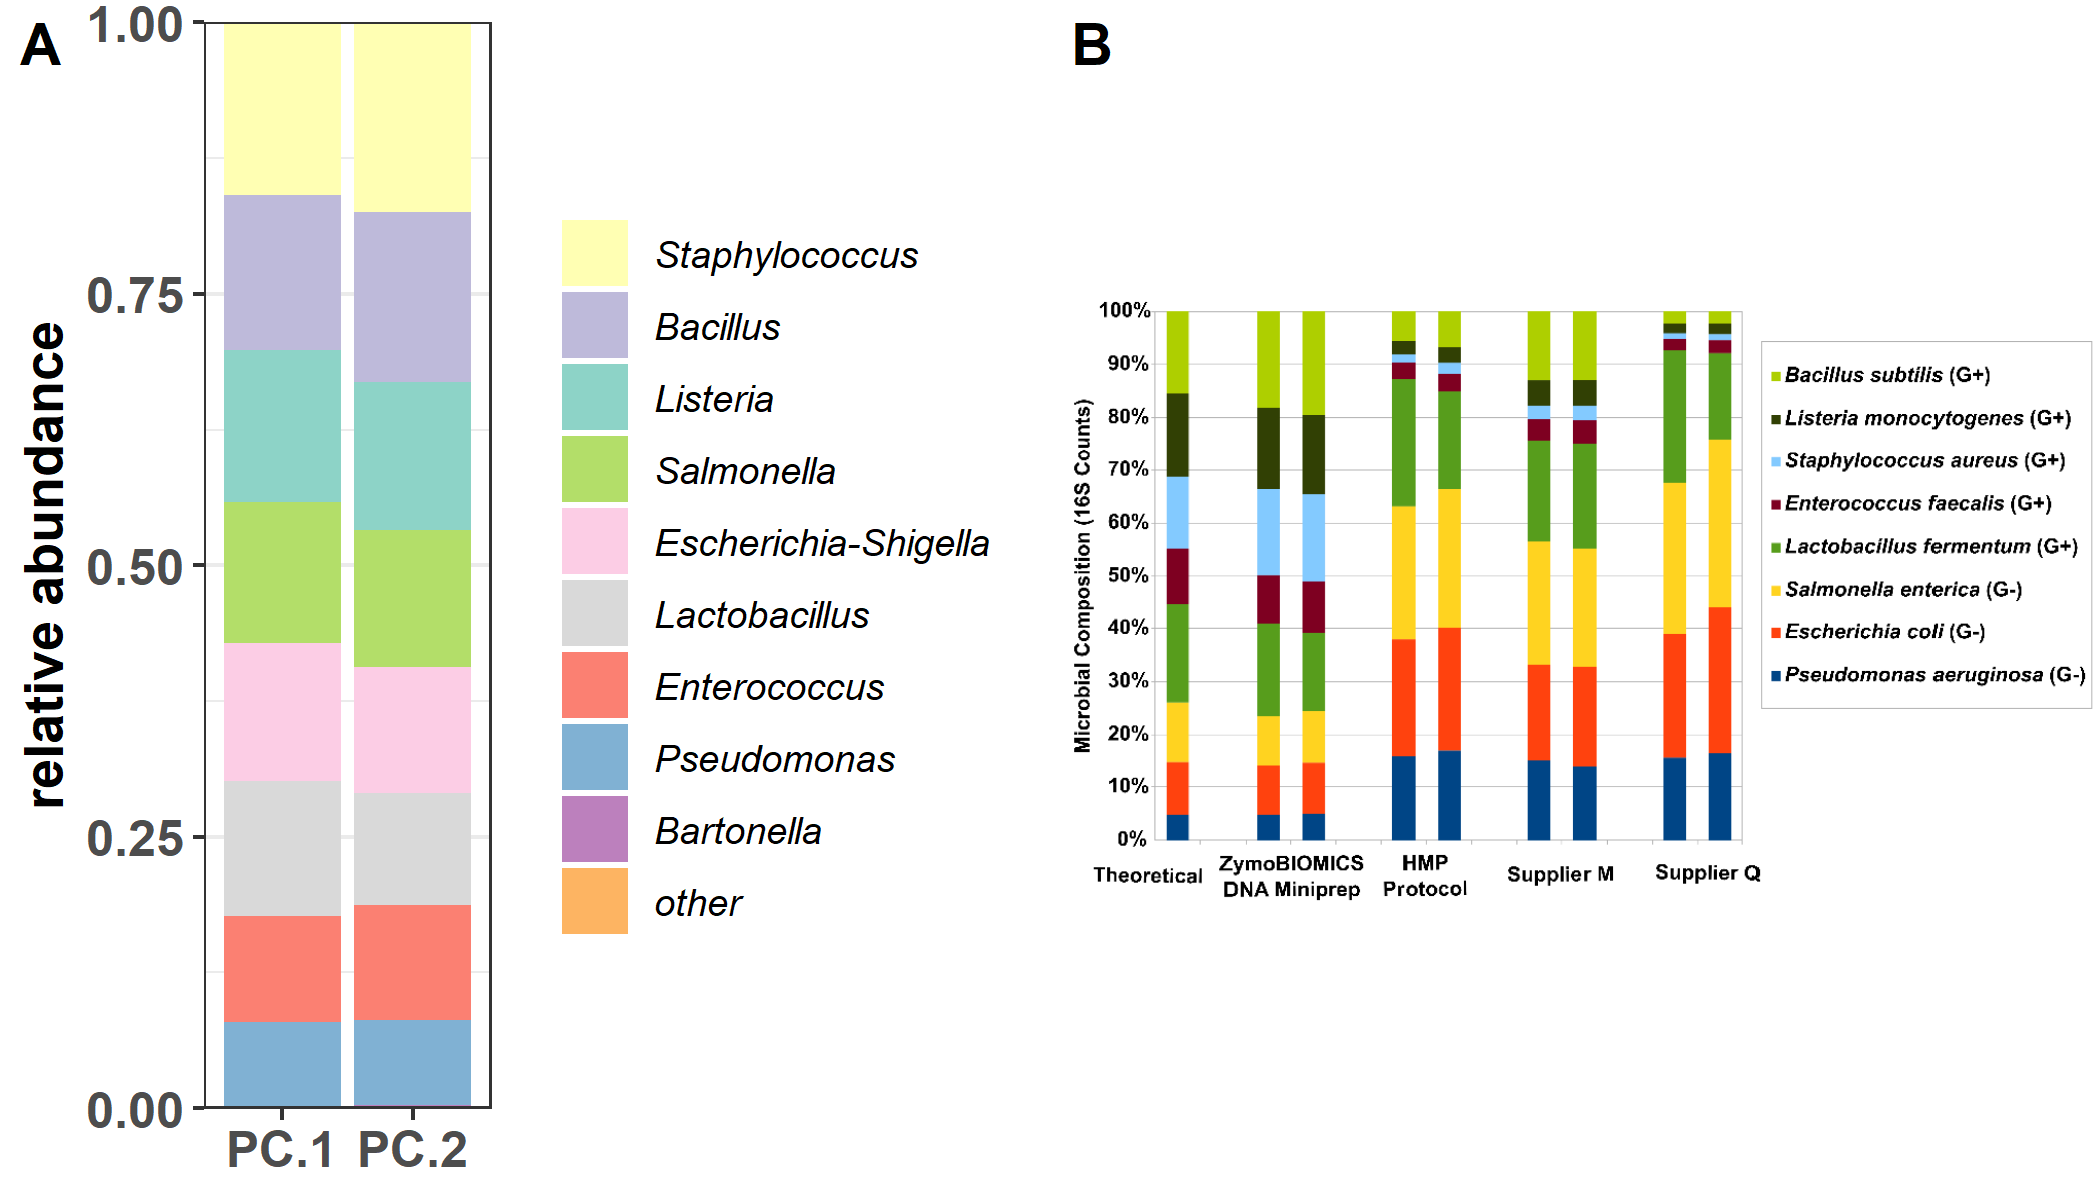 A
1.00
0.75
0.50
0.25
0.00
relative abundance
PC.1 PC.2
Staphylococcus
Bacillus
Listeria
Salmonella
Escherichia-Shigella
Lactobacillus
Enterococcus
Pseudomonas
Bartonella
other
B
100%
90%
80%
70%
60%
50%
40%
30%
20%
10%
0%
Microbial Composition (16S Counts)
Theoretical
ZymoBIOMICS
DNA Miniprep
HMP
Protocol
Supplier M
Supplier Q
Bacillus subtilis (G+)
Listeria monocytogenes (G+)
Staphylococcus aureus (G+)
Enterococcus faecalis (G+)
Lactobacillus fermentum (G+)
Salmonella enterica (G-)
Escherichia coli (G-)
Pseudomonas aeruginosa (G-)